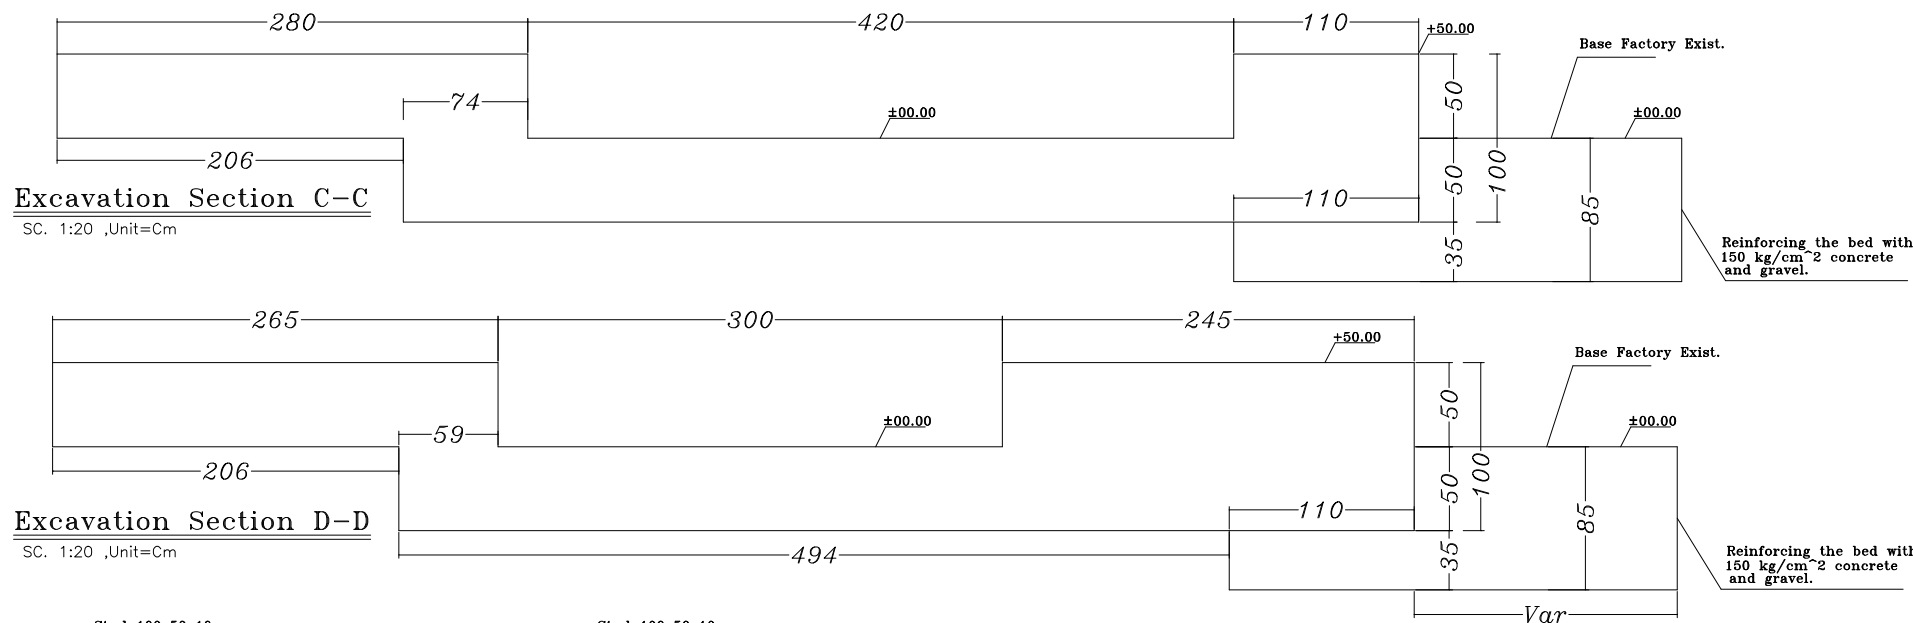 280
420
110
+50.00
Base Factory Exist.
50
74
±00.00
±00.00
206
50
100
110
85
Excavation Section C-C
SC. 1:20 ,Unit=Cm
35
Reinforcing the bed with
150 kg/cm^2 concrete
and gravel.
265
300
245
+50.00
Base Factory Exist.
50
59
±00.00
±00.00
206
50
100
110
85
Excavation Section D-D
SC. 1:20 ,Unit=Cm
494
35
Reinforcing the bed with
150 kg/cm^2 concrete
and gravel.
Var